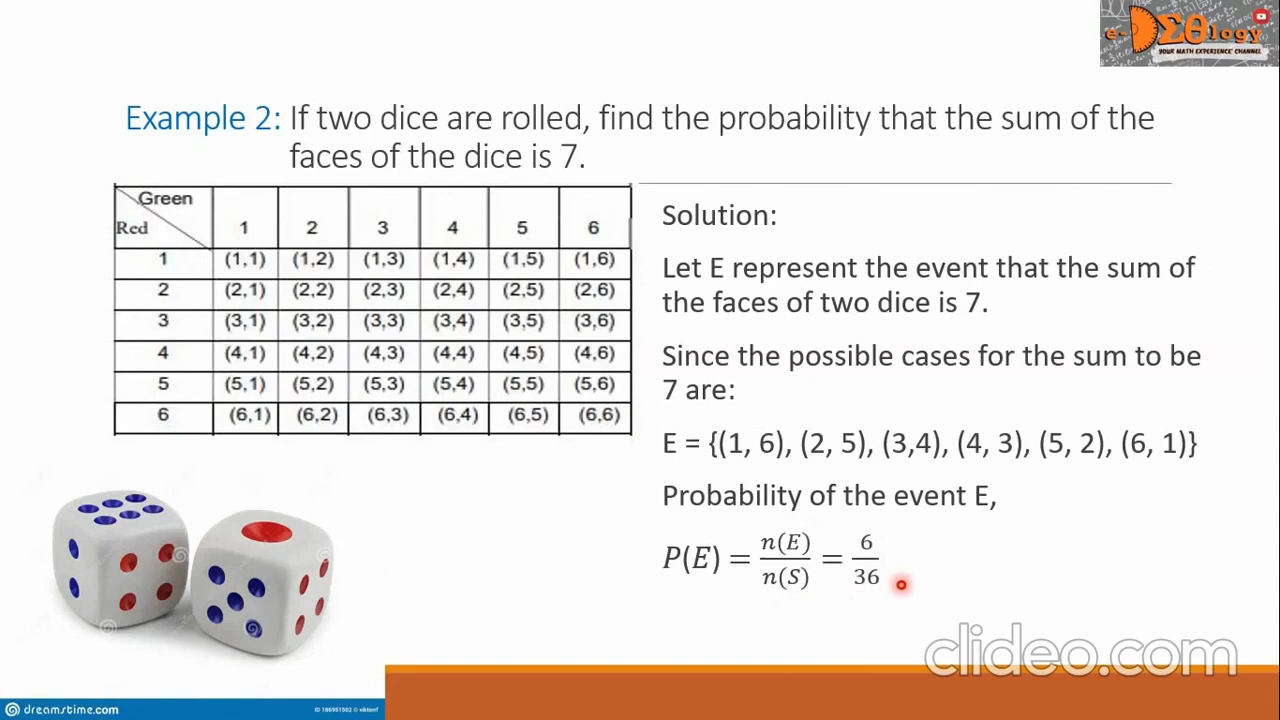 e-DΣθlogy
YOUR MATH EXPERIENCE CHANNEL
Example 2: If two dice are rolled, find the probability that the sum of the
faces of the dice is 7.
Green
Red 1 2 3 4 5 6
1 (1,1) (1,2) (1,3) (1,4) (1,5) (1,6)
2 (2,1) (2,2) (2,3) (2,4) (2,5) (2,6)
3 (3,1) (3,2) (3,3) (3,4) (3,5) (3,6)
4 (4,1) (4,2) (4,3) (4,4) (4,5) (4,6)
5 (5,1) (5,2) (5,3) (5,4) (5,5) (5,6)
6 (6,1) (6,2) (6,3) (6,4) (6,5) (6,6)
Solution:
Let E represent the event that the sum of
the faces of two dice is 7.
Since the possible cases for the sum to be
7 are:
E = {(1, 6), (2, 5), (3,4), (4, 3), (5, 2), (6, 1)}
Probability of the event E,
P(E) = n(E)/n(S) = 6/36
clideo.com
dreamstime.com